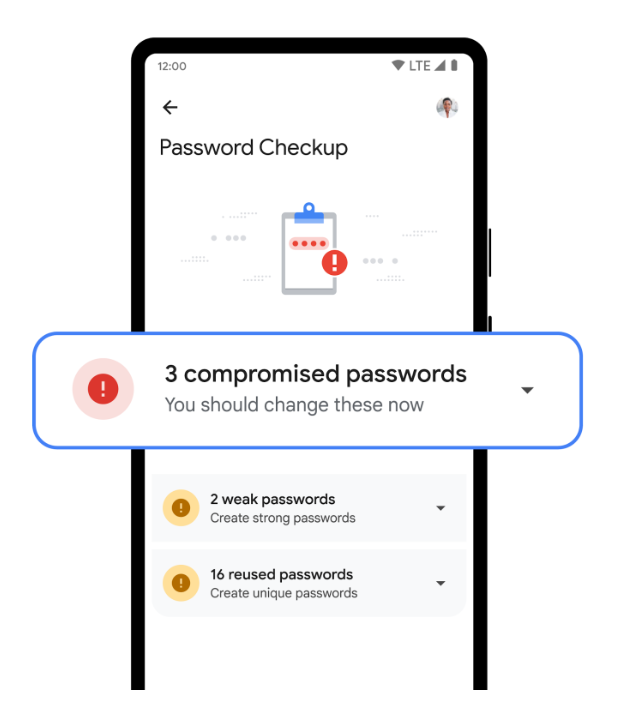 12:00 LTE
Password Checkup
3 compromised passwords
You should change these now
2 weak passwords
Create strong passwords
16 reused passwords
Create unique passwords